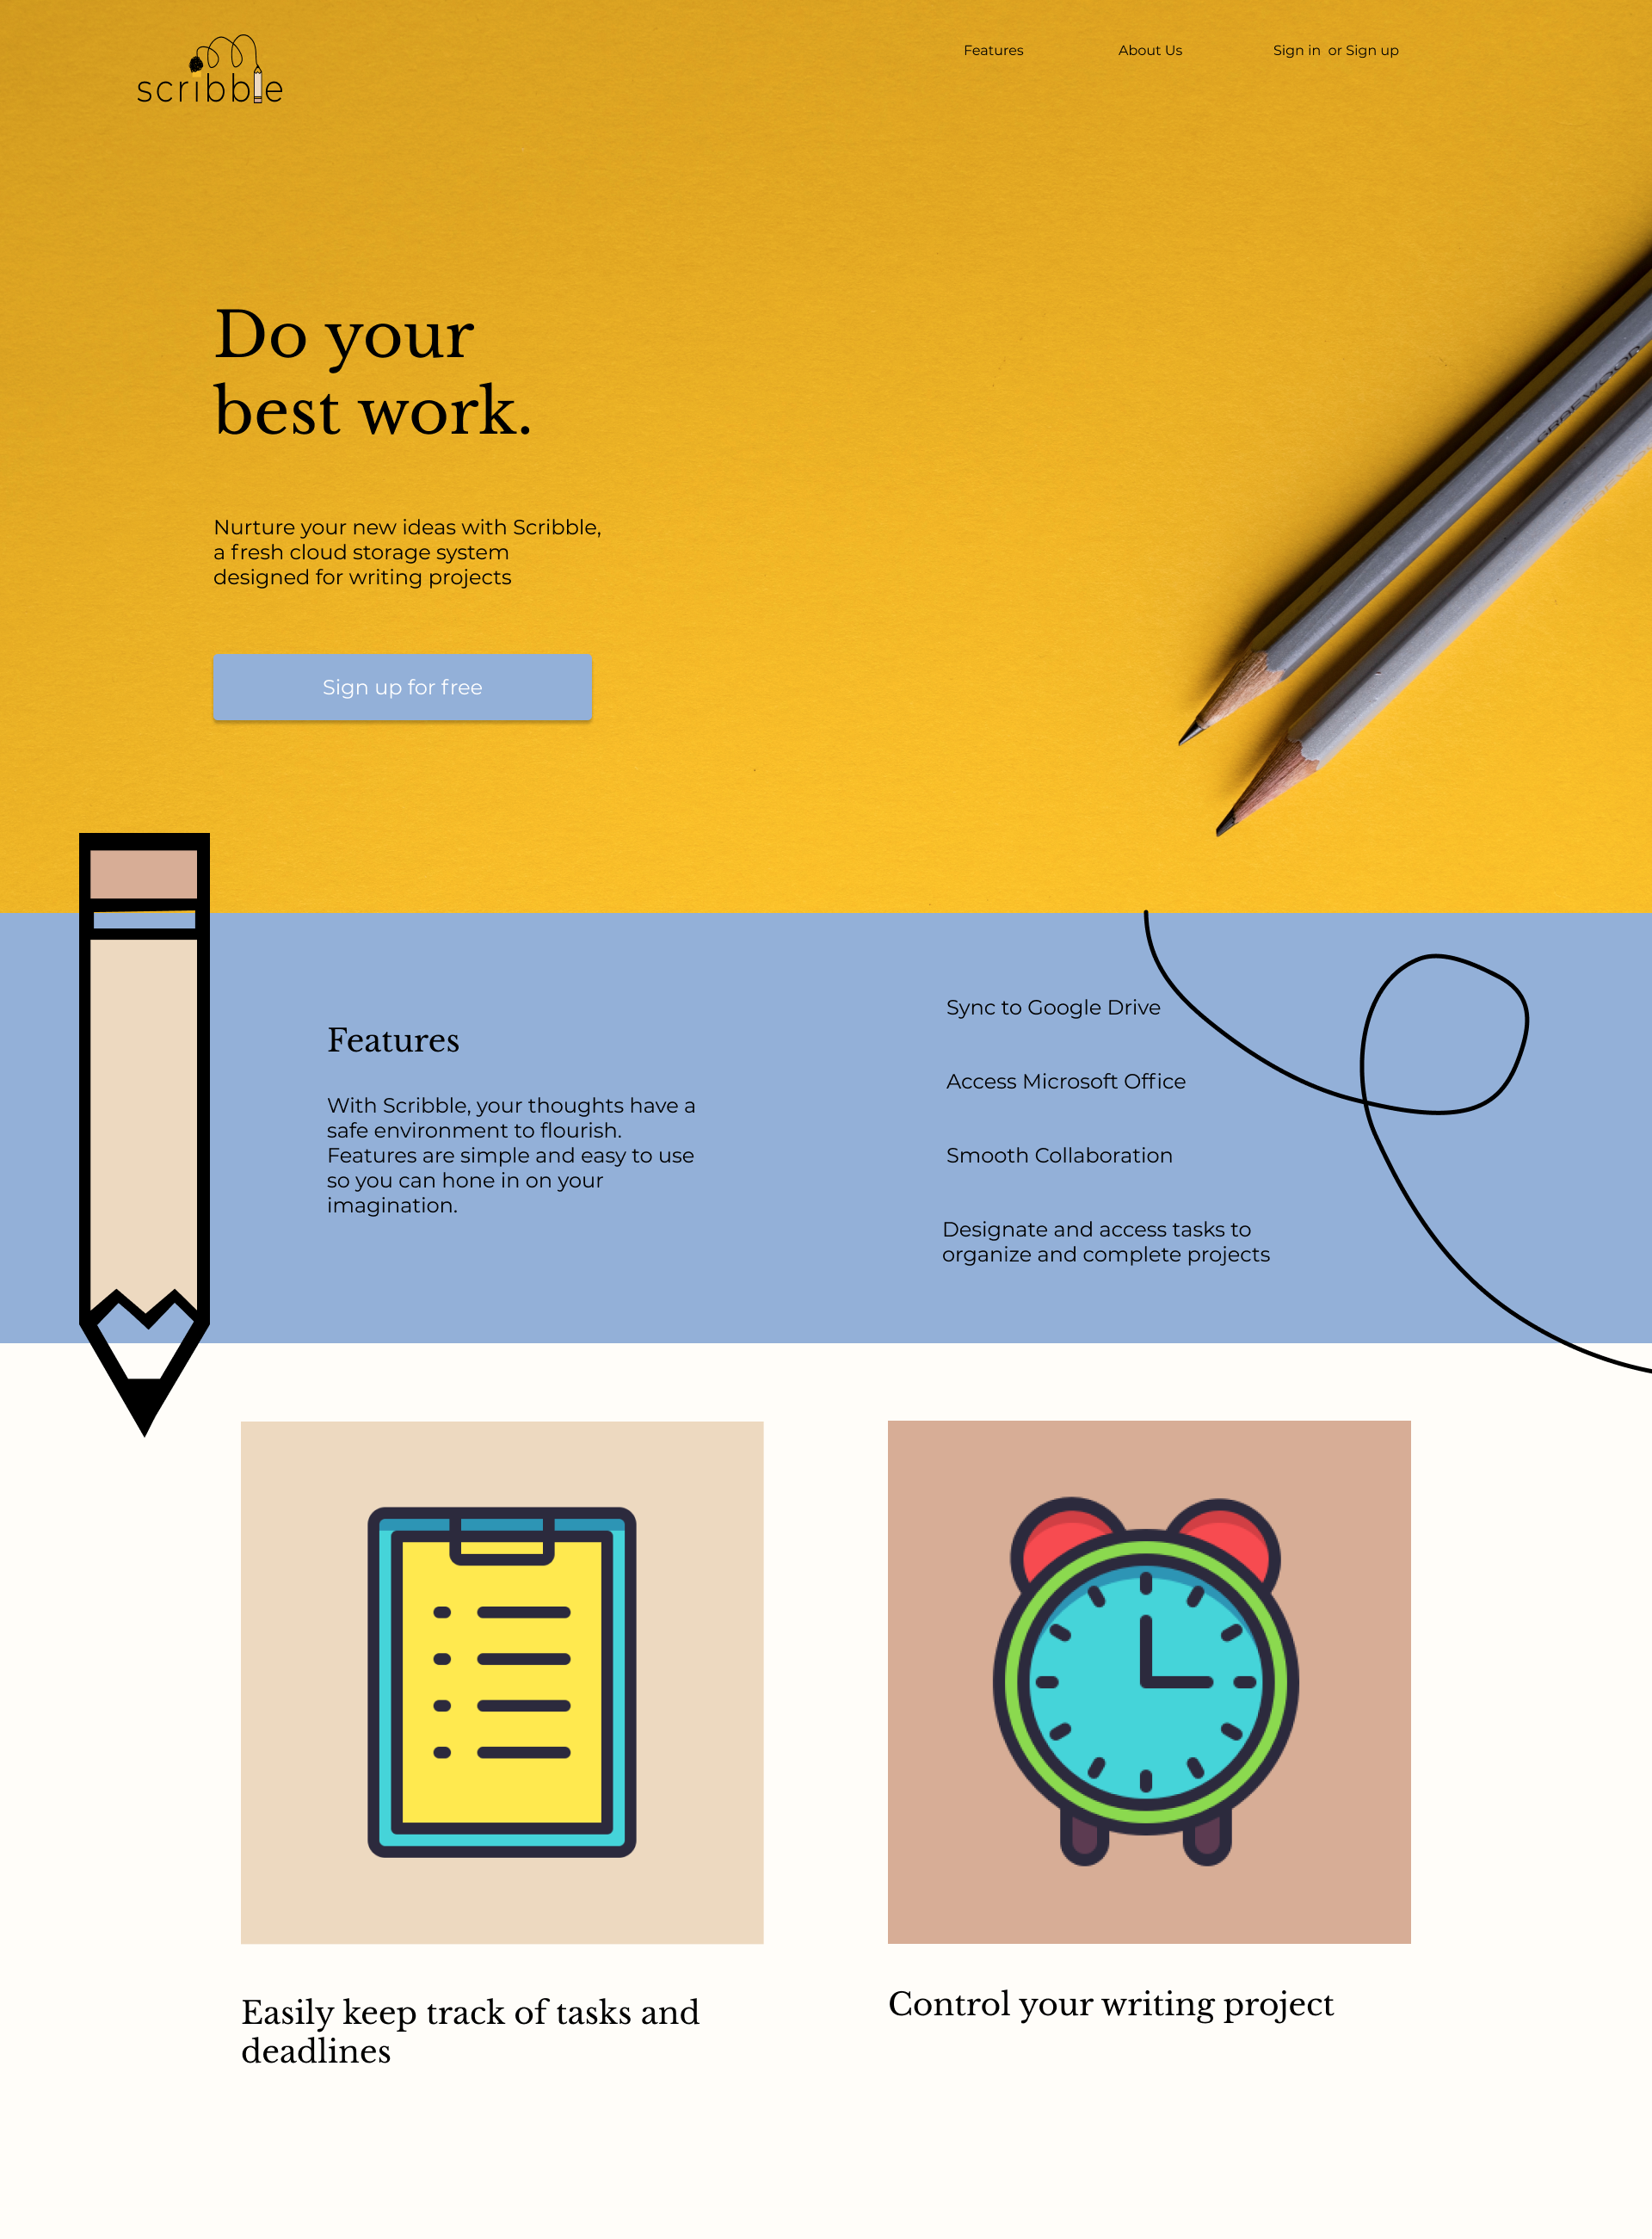 scribble
Features
About Us
Sign in or Sign up
Do your
best work.
Nurture your new ideas with Scribble,
a fresh cloud storage system
designed for writing projects
Sign up for free
Features
With Scribble, your thoughts have a
safe environment to flourish.
Features are simple and easy to use
so you can hone in on your
imagination.
Sync to Google Drive
Access Microsoft Office
Smooth Collaboration
Designate and access tasks to
organize and complete projects
Easily keep track of tasks and
deadlines
Control your writing project